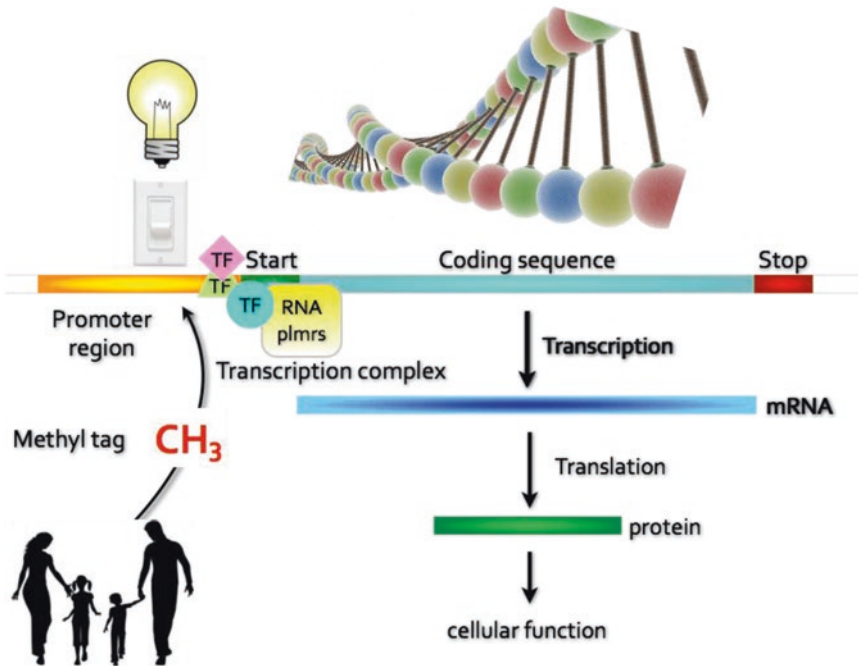 TF
Start
Coding sequence
Stop
TF
TF
RNA
plmrs
Promoter
region
Transcription complex
Transcription
mRNA
Methyl tag
CH3
Translation
protein
cellular function